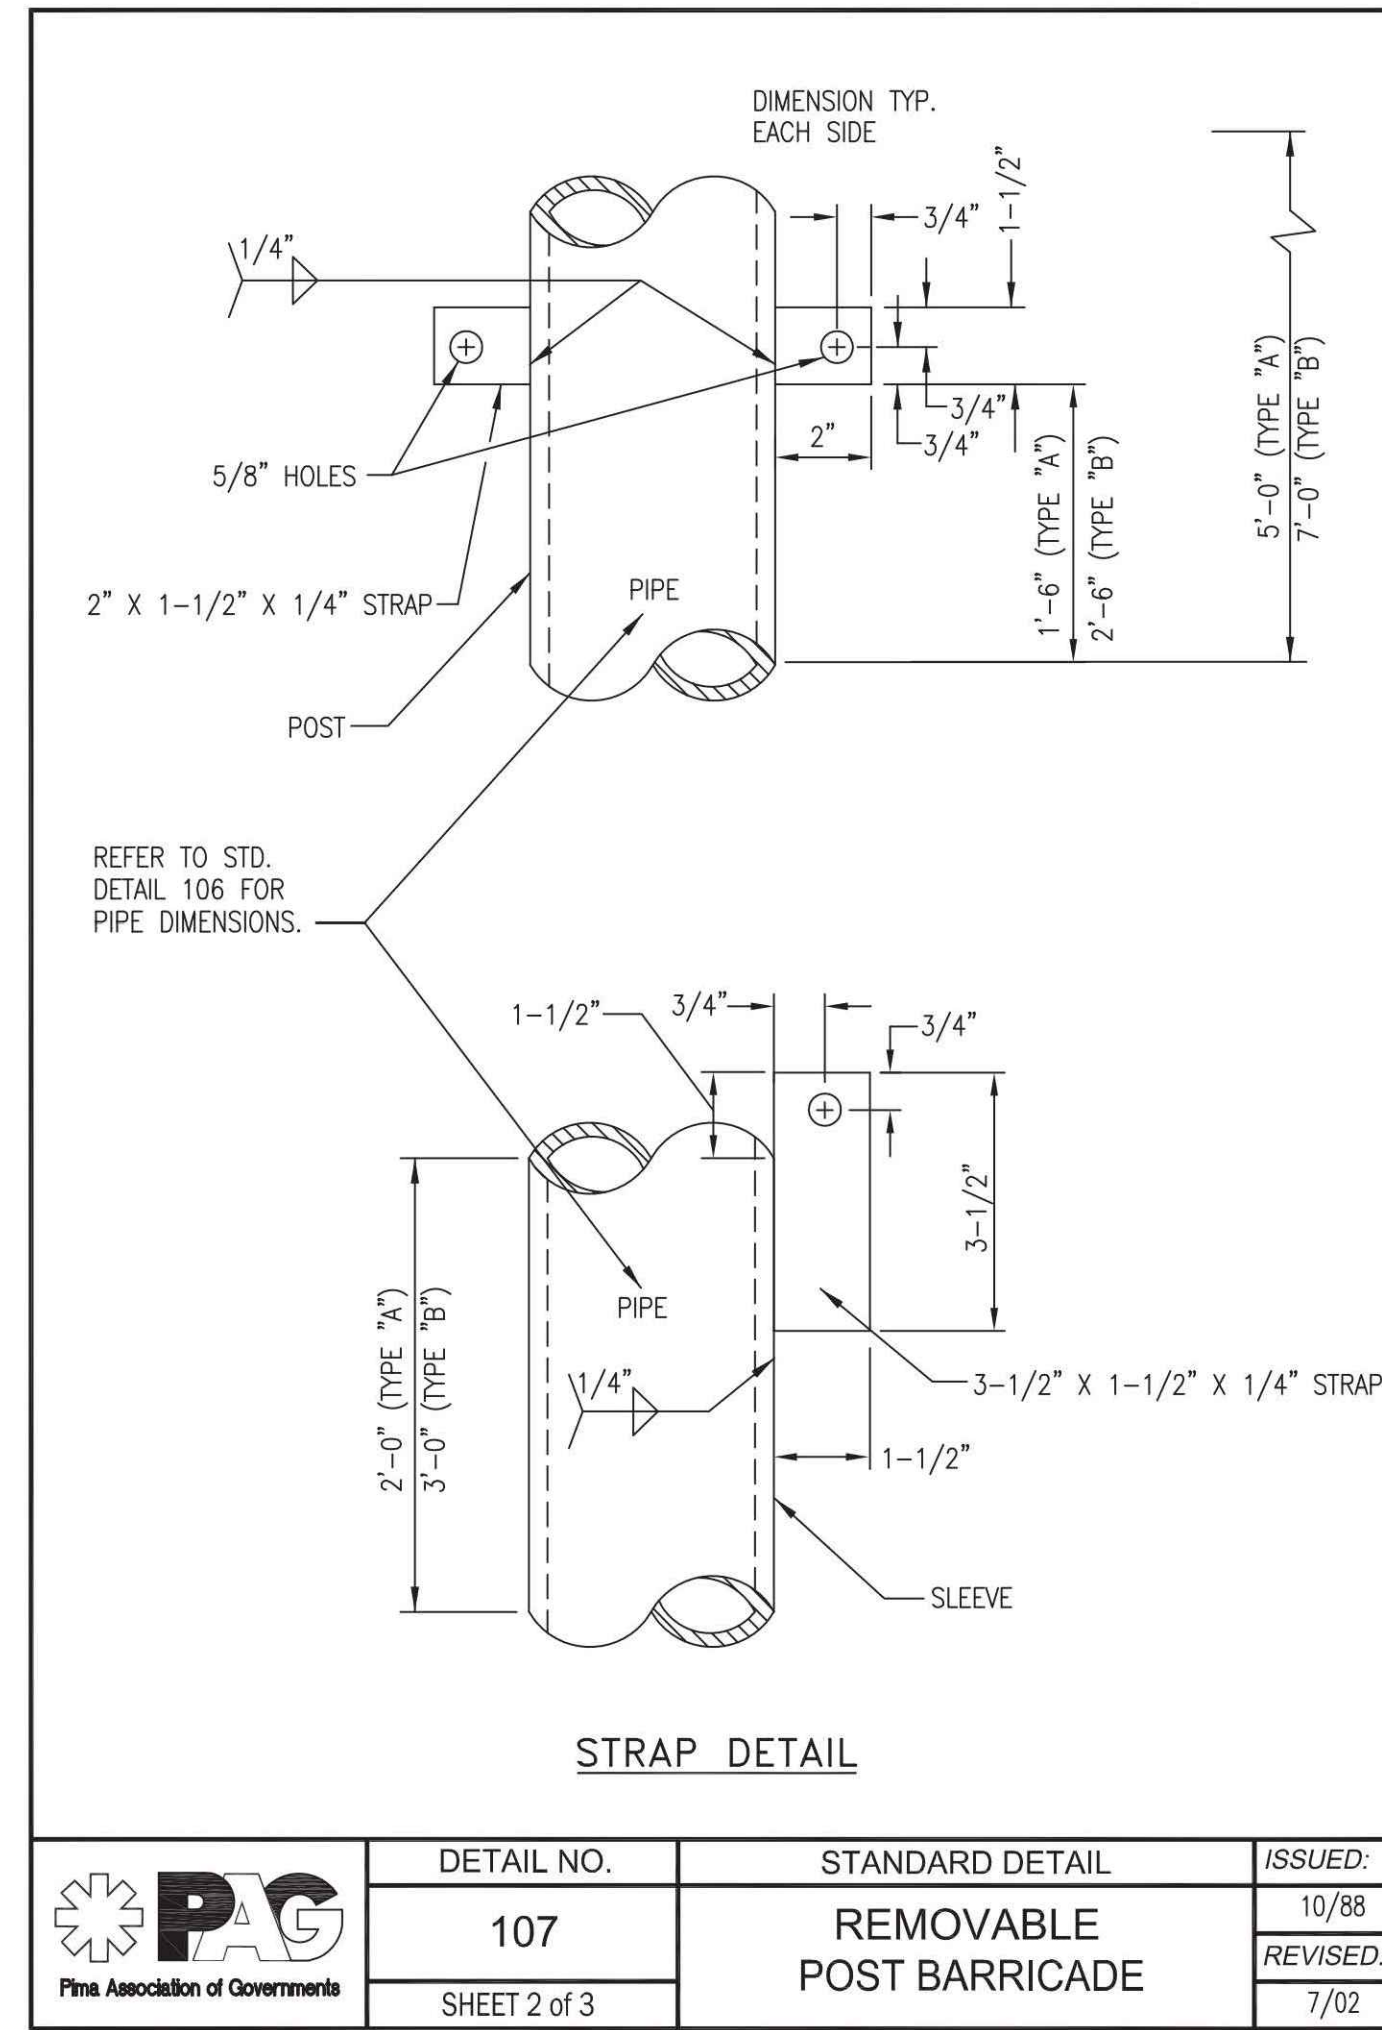 DIMENSION TYP.
EACH SIDE
3/4"
1-1/2"
1/4"
3/4"
3/4"
2"
5/8" HOLES
2" X 1-1/2" X 1/4" STRAP
PIPE
POST
1'-6" (TYPE "A")
2'-6" (TYPE "B")
5'-0" (TYPE "A")
7'-0" (TYPE "B")
REFER TO STD.
DETAIL 106 FOR
PIPE DIMENSIONS.
1-1/2"
3/4"
3/4"
3-1/2"
PIPE
2'-0" (TYPE "A")
3'-0" (TYPE "B")
1/4"
3-1/2" X 1-1/2" X 1/4" STRAP
1-1/2"
SLEEVE
STRAP DETAIL
PAG
Pima Association of Governments
DETAIL NO.
107
SHEET 2 of 3
STANDARD DETAIL
REMOVABLE
POST BARRICADE
ISSUED:
10/88
REVISED:
7/02